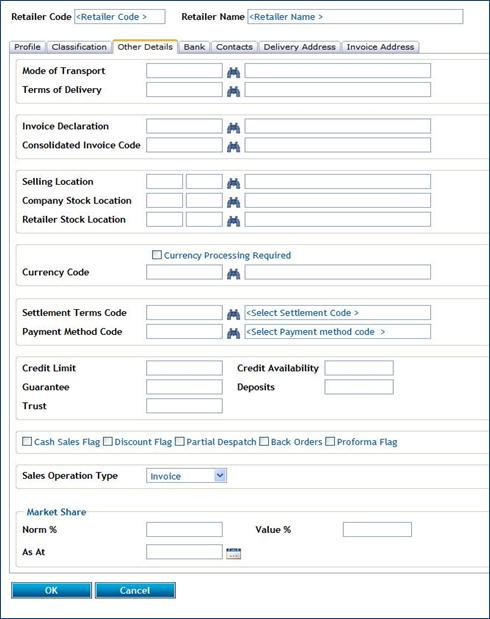 Retailer Code <Retailer Code > Retailer Name <Retailer Name >
Profile Classification Other Details Bank Contacts Delivery Address Invoice Address
Mode of Transport
Terms of Delivery
Invoice Declaration
Consolidated Invoice Code
Selling Location
Company Stock Location
Retailer Stock Location
Currency Processing Required
Currency Code
Settlement Terms Code <Select Settlement Code >
Payment Method Code <Select Payment method code >
Credit Limit Credit Availability
Guarantee Deposits
Trust
Cash Sales Flag Discount Flag Partial Despatch Back Orders Proforma Flag
Sales Operation Type Invoice
Market Share
Norm % Value %
As At
OK Cancel